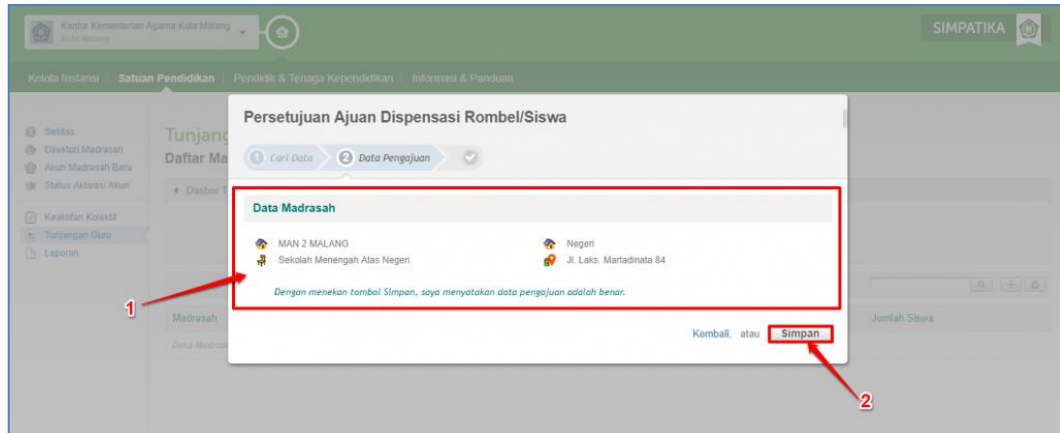 Kantor Kementerian Agama Kota Malang
Kota Malang
SIMPATIKA
Kelola Instansi
Satuan Pendidikan
Pendidik & Tenaga Kependidikan
Informasi & Panduan
Sekilas
Direktori Madrasah
Akun Madrasah Baru
Status Aktivasi Akun
Keaktifan Kolektif
Tunjangan Guru
Laporan
Tunjang
Daftar Ma
Dasbor T
Persetujuan Ajuan Dispensasi Rombel/Siswa
1 Cari Data
2 Data Pengajuan
Data Madrasah
MAN 2 MALANG
Negeri
Sekolah Menengah Atas Negeri
Jl. Laks. Martadinata 84
Dengan menekan tombol Simpan, saya menyatakan data pengajuan adalah benar.
1
Madrasah
Jumlah Siswa
Data Madras
Kembali, atau Simpan
2